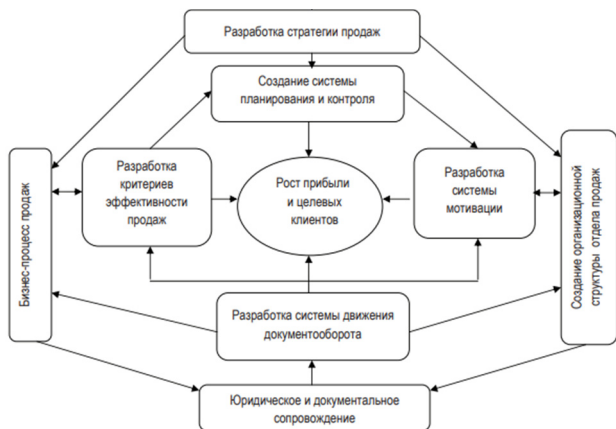 Разработка стратегии продаж
Создание системы
планирования и контроля
Бизнес-процесс продаж
Разработка
критериев
эффективности
продаж
Рост прибыли
и целевых
клиентов
Разработка
системы
мотивации
Создание организационной
структуры отдела продаж
Разработка системы движения
документооборота
Юридическое и документальное
сопровождение